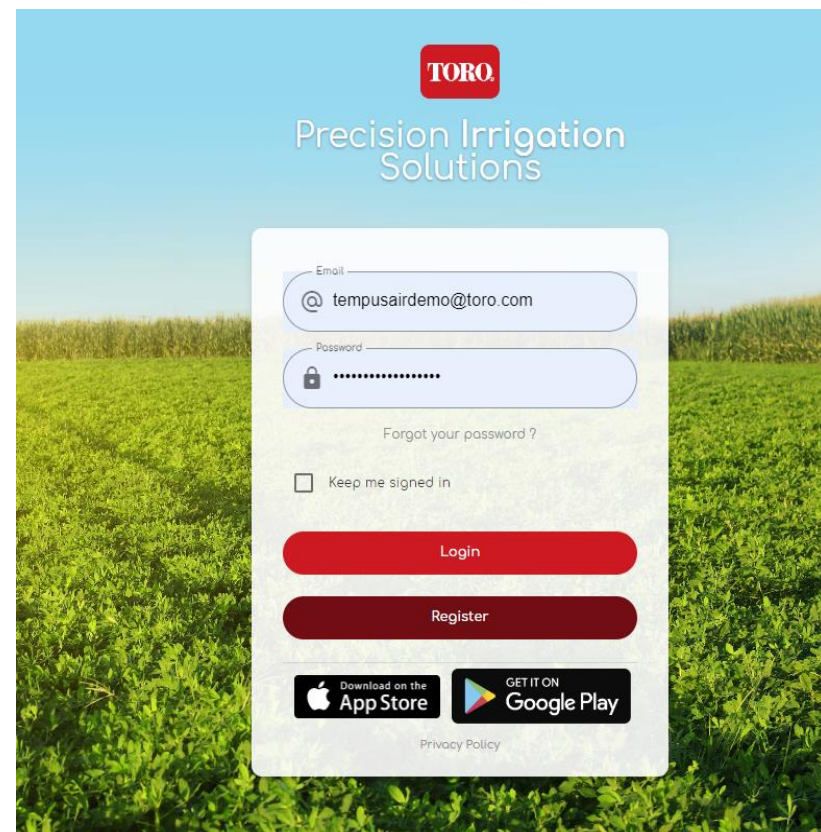 TORO
Precision Irrigation
Solutions
Email
@ tempusairdemo@toro.com
Password
••••••••••••••••••
Forgot your password ?
Keep me signed in
Login
Register
Download on the
App Store
GET IT ON
Google Play
Privacy Policy